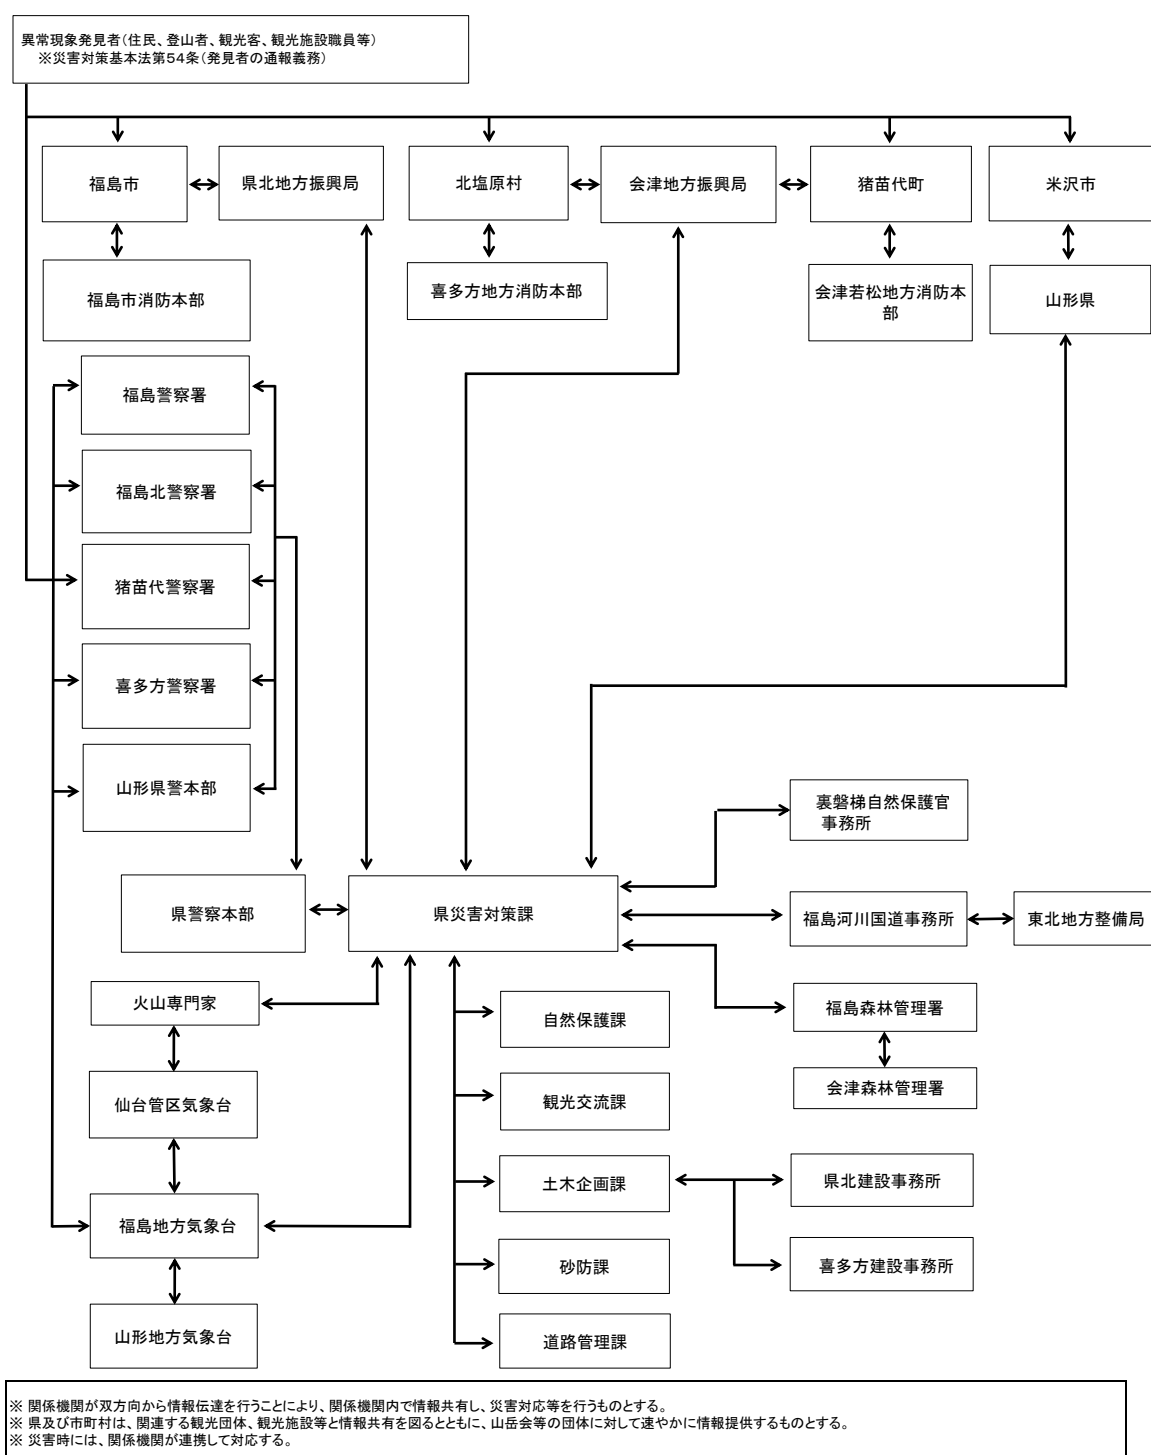 異常現象発見者(住民、登山者、観光客、観光施設職員等)
※災害対策基本法第54条(発見者の通報義務)
福島市
県北地方振興局
北塩原村
会津地方振興局
猪苗代町
米沢市
福島市消防本部
喜多方地方消防本部
会津若松地方消防本
部
山形県
福島警察署
福島北警察署
猪苗代警察署
喜多方警察署
山形県警本部
裏磐梯自然保護官
事務所
県警察本部
県災害対策課
福島河川国道事務所
東北地方整備局
火山専門家
自然保護課
福島森林管理署
会津森林管理署
仙台管区気象台
観光交流課
土木企画課
県北建設事務所
福島地方気象台
砂防課
喜多方建設事務所
山形地方気象台
道路管理課
※ 関係機関が双方向から情報伝達を行うことにより、関係機関内で情報共有し、災害対応等を行うものとする。
※ 県及び市町村は、関連する観光団体、観光施設等と情報共有を図るとともに、山岳会等の団体に対して速やかに情報提供するものとする。
※ 災害時には、関係機関が連携して対応する。